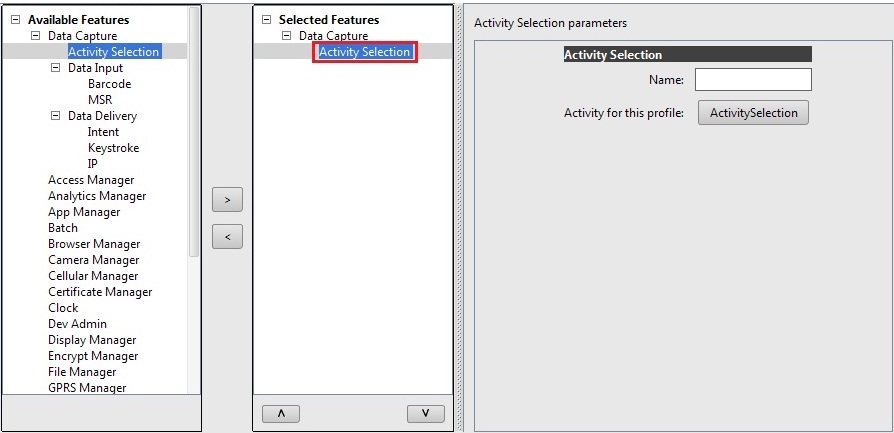 Available Features
Data Capture
Activity Selection
Data Input
Barcode
MSR
Data Delivery
Intent
Keystroke
IP
Access Manager
Analytics Manager
App Manager
Batch
Browser Manager
Camera Manager
Cellular Manager
Certificate Manager
Clock
Dev Admin
Display Manager
Encrypt Manager
File Manager
GPRS Manager
>
<
Selected Features
Data Capture
Activity Selection
Activity Selection parameters
Activity Selection
Name:
Activity for this profile: ActivitySelection